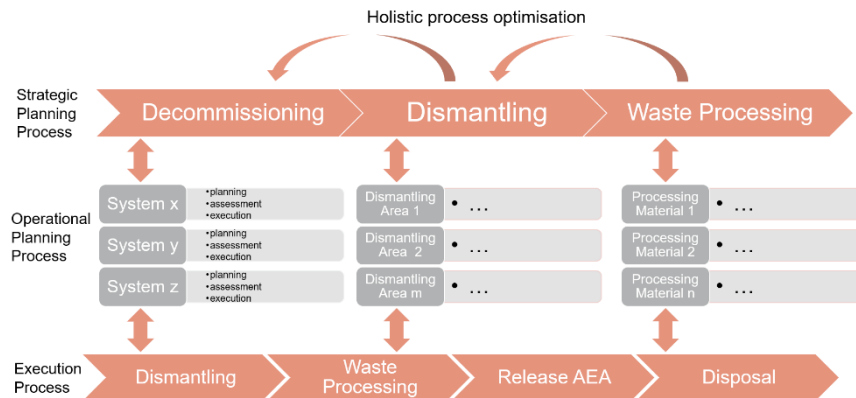 Holistic process optimisation
Strategic
Planning
Process
Decommissioning
Dismantling
Waste Processing
Operational
Planning
Process
System x
•planning
•assessment
•execution
Dismantling
Area 1
• ...
Processing
Material 1
• ...
System y
•planning
•assessment
•execution
Dismantling
Area 2
• ...
Processing
Material 2
• ...
System z
•planning
•assessment
•execution
Dismantling
Area m
• ...
Processing
Material n
• ...
Execution
Process
Dismantling
Waste
Processing
Release AEA
Disposal